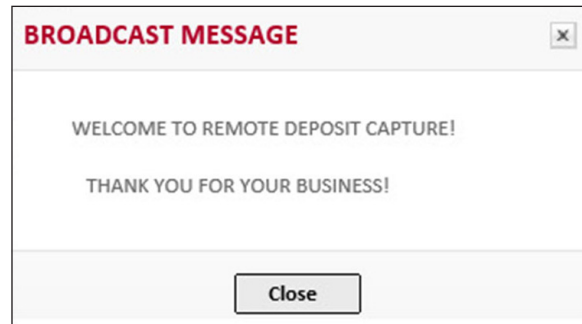 BROADCAST MESSAGE
WELCOME TO REMOTE DEPOSIT CAPTURE!
THANK YOU FOR YOUR BUSINESS!
Close